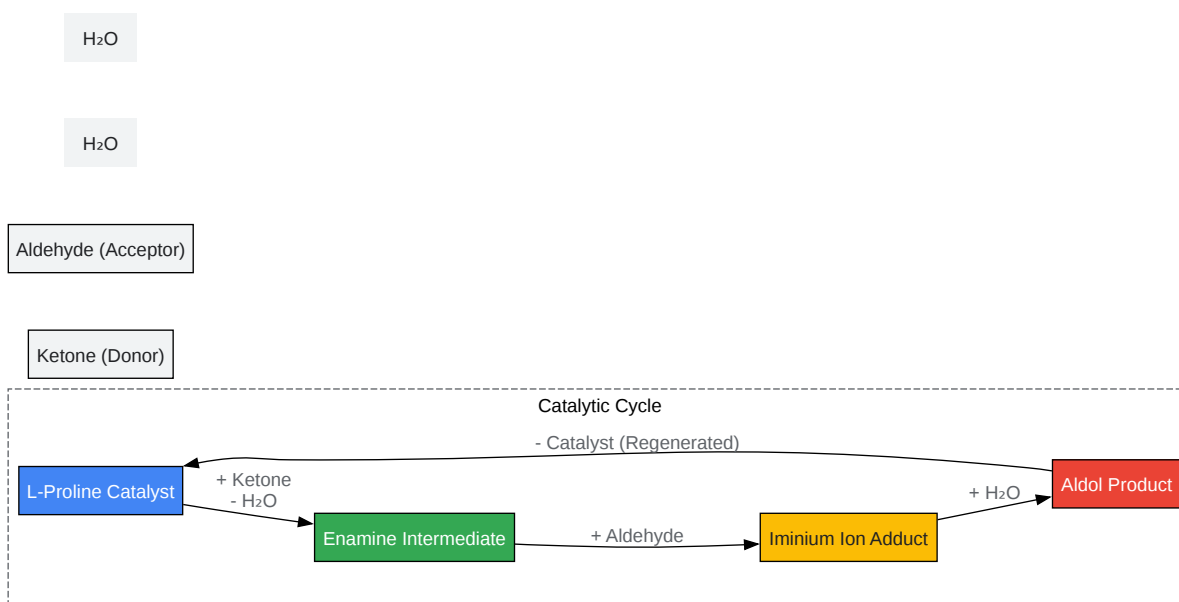 H₂O
H₂O
Aldehyde (Acceptor)
Ketone (Donor)
Catalytic Cycle
- Catalyst (Regenerated)
L-Proline Catalyst
+ Ketone
- H₂O
Enamine Intermediate
+ Aldehyde
Iminium Ion Adduct
+ H₂O
Aldol Product